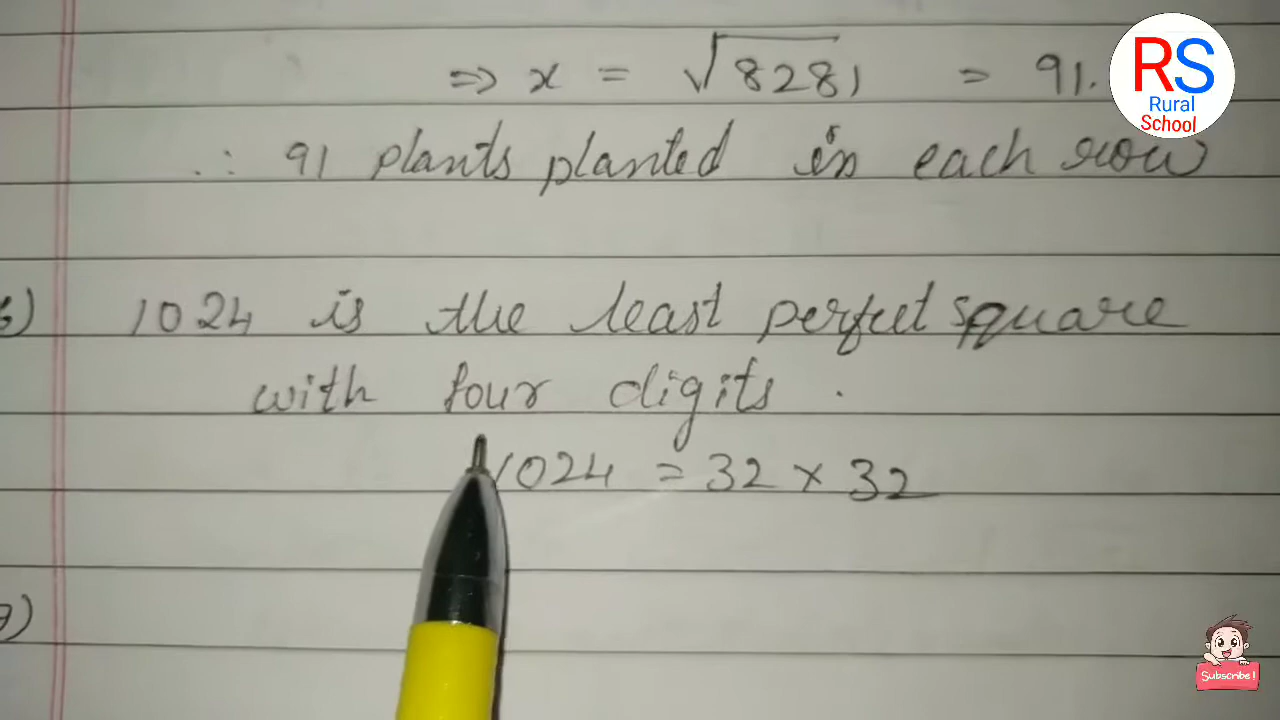 ⇒ x = √8281 = 91.
RS
Rural
School
∴ 91 plants planted in each row
6) 1024 is the least perfect square
with four digits.
1024 = 32 × 32
7)
Subscribe!